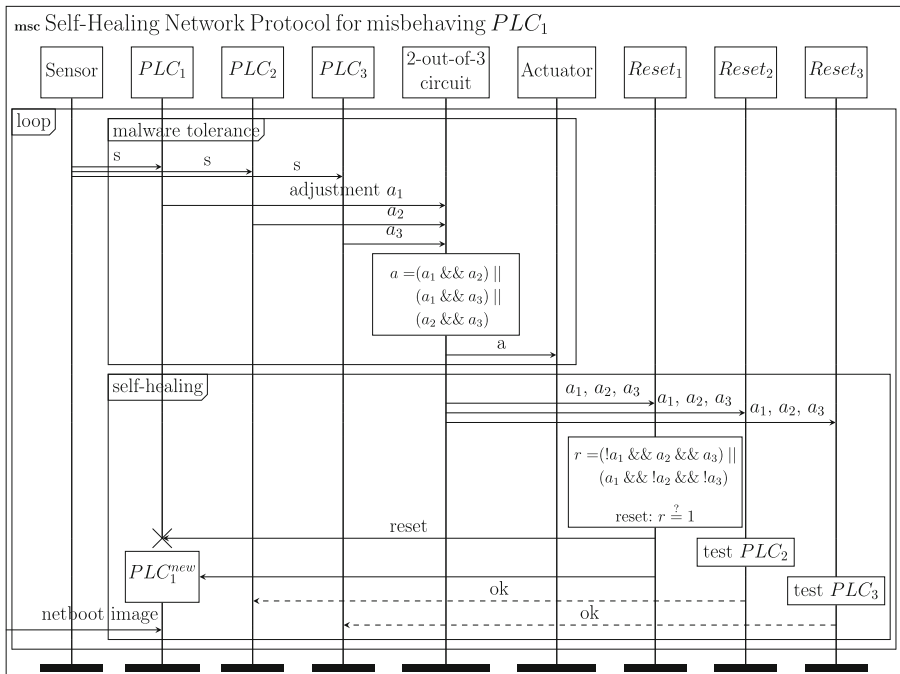 msc Self-Healing Network Protocol for misbehaving PLC₁
Sensor
PLC₁
PLC₂
PLC₃
2-out-of-3
circuit
Actuator
Reset₁
Reset₂
Reset₃
loop
malware tolerance
s
s
s
adjustment a₁
a₂
a₃
a =(a₁ && a₂) ||
(a₁ && a₃) ||
(a₂ && a₃)
a
self-healing
a₁, a₂, a₃
a₁, a₂, a₃
a₁, a₂, a₃
r =(!a₁ && a₂ && a₃) ||
(a₁ && !a₂ && !a₃)
reset: r ≟ 1
reset
test PLC₂
PLC₁ⁿᵉʷ
test PLC₃
ok
ok
netboot image